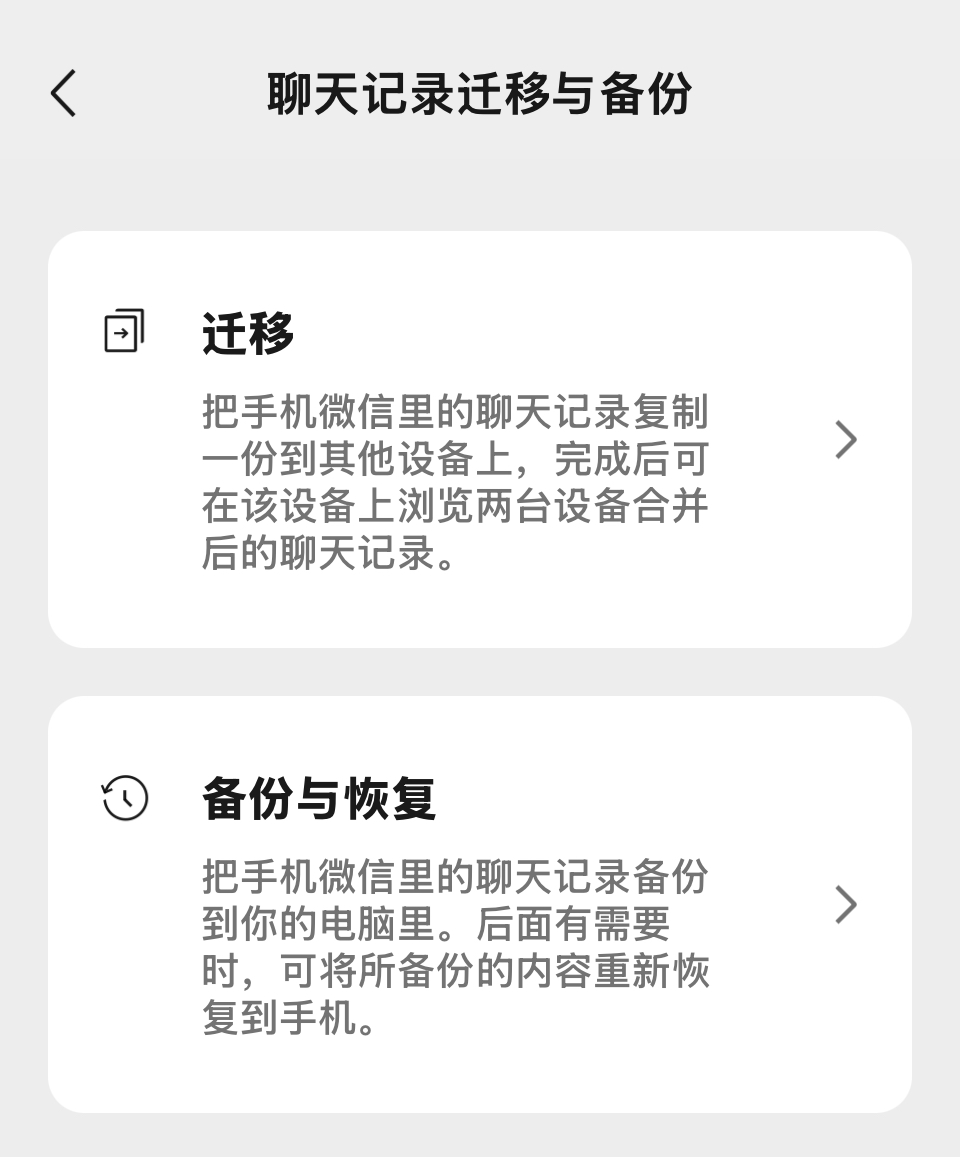 聊天记录迁移与备份
迁移
把手机微信里的聊天记录复制
一份到其他设备上，完成后可
在该设备上浏览两台设备合并
后的聊天记录。
备份与恢复
把手机微信里的聊天记录备份
到你的电脑里。后面有需要
时，可将所备份的内容重新恢
复到手机。